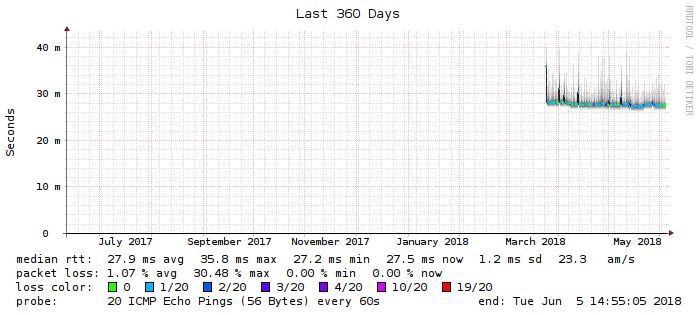 Last 360 Days
RRDTOOL / TOBI OETIKER
Seconds
40 m
30 m
20 m
10 m
0
July 2017 September 2017 November 2017 January 2018 March 2018 May 2018
median rtt: 27.9 ms avg 35.8 ms max 27.2 ms min 27.5 ms now 1.2 ms sd 23.3 am/s
packet loss: 1.07 % avg 30.48 % max 0.00 % min 0.00 % now
loss color: 0 1/20 2/20 3/20 4/20 10/20 19/20
probe: 20 ICMP Echo Pings (56 Bytes) every 60s end: Tue Jun 5 14:55:05 2018